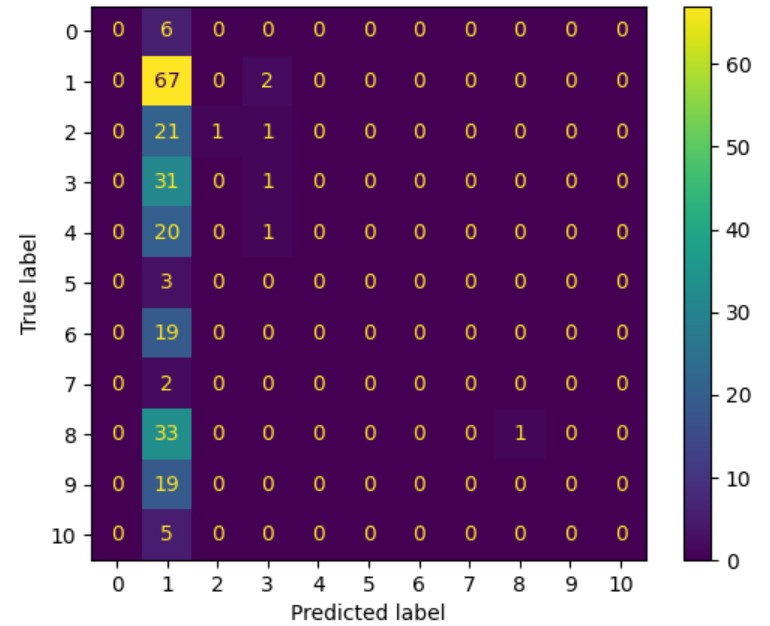 0 0 6 0 0 0 0 0 0 0 0 0
1 0 67 0 2 0 0 0 0 0 0 0
2 0 21 1 1 0 0 0 0 0 0 0
3 0 31 0 1 0 0 0 0 0 0 0
4 0 20 0 1 0 0 0 0 0 0 0
5 0 3 0 0 0 0 0 0 0 0 0
6 0 19 0 0 0 0 0 0 0 0 0
7 0 2 0 0 0 0 0 0 0 0 0
8 0 33 0 0 0 0 0 0 1 0 0
9 0 19 0 0 0 0 0 0 0 0 0
10 0 5 0 0 0 0 0 0 0 0 0
0 1 2 3 4 5 6 7 8 9 10
Predicted label
True label
60
50
40
30
20
10
0